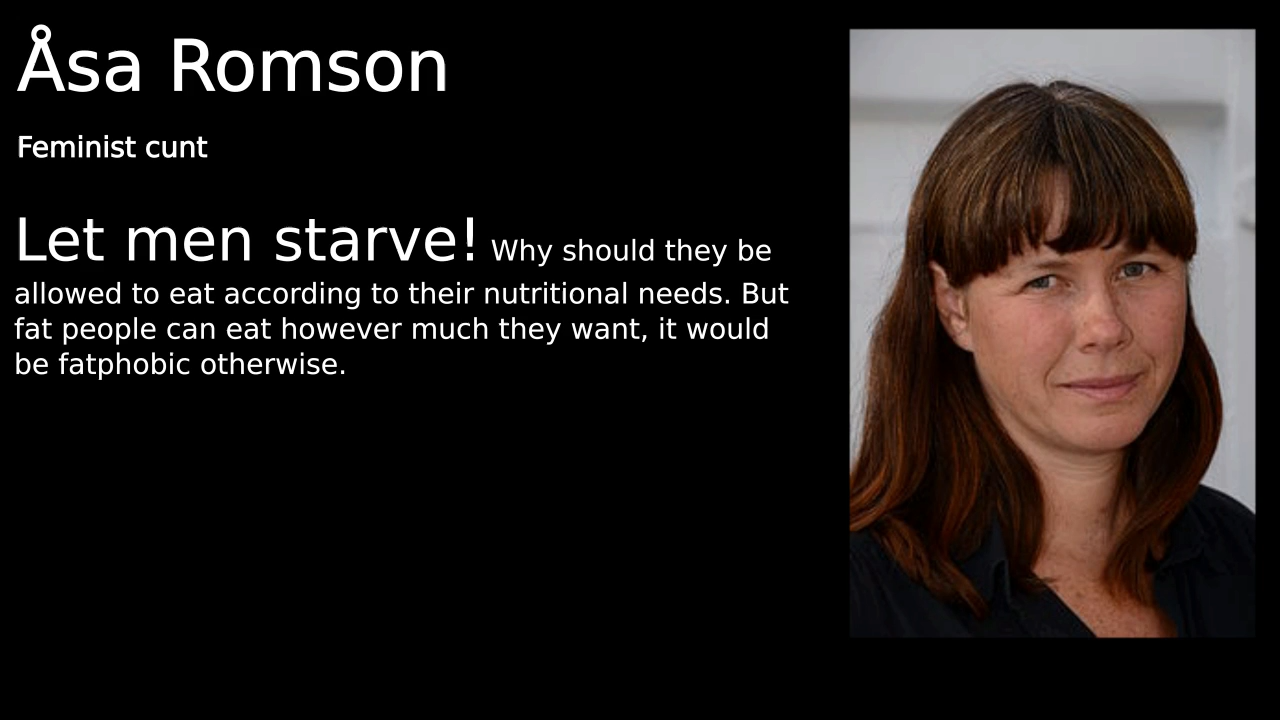 Åsa Romson
Feminist cunt
Let men starve! Why should they be
allowed to eat according to their nutritional needs. But
fat people can eat however much they want, it would
be fatphobic otherwise.